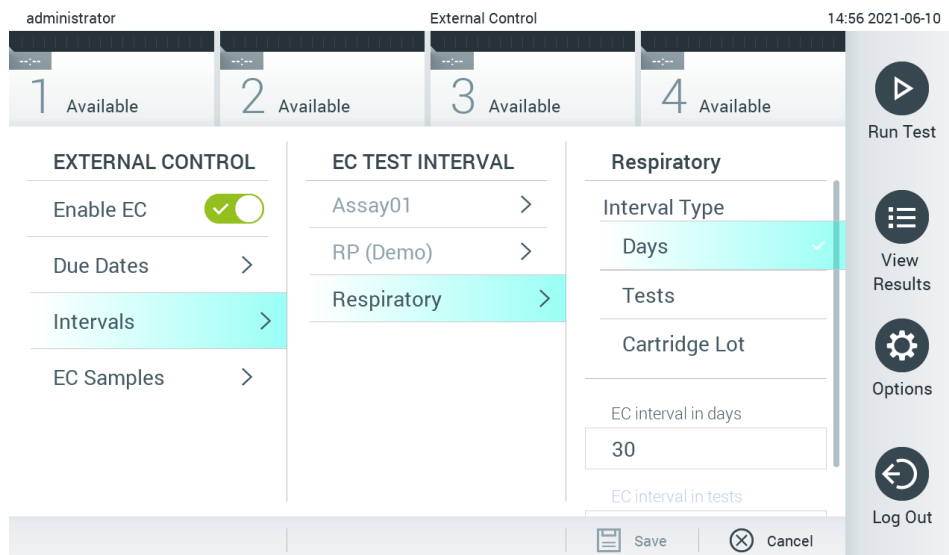 administrator External Control 14:56 2021-06-10
--:-- --:-- --:-- --:--
1 Available 2 Available 3 Available 4 Available
Run Test
View
Results
Options
Log Out
EXTERNAL CONTROL
Enable EC
Due Dates
Intervals
EC Samples
EC TEST INTERVAL
Assay01
RP (Demo)
Respiratory
Respiratory
Interval Type
Days
Tests
Cartridge Lot
EC interval in days
30
EC interval in tests
Save Cancel